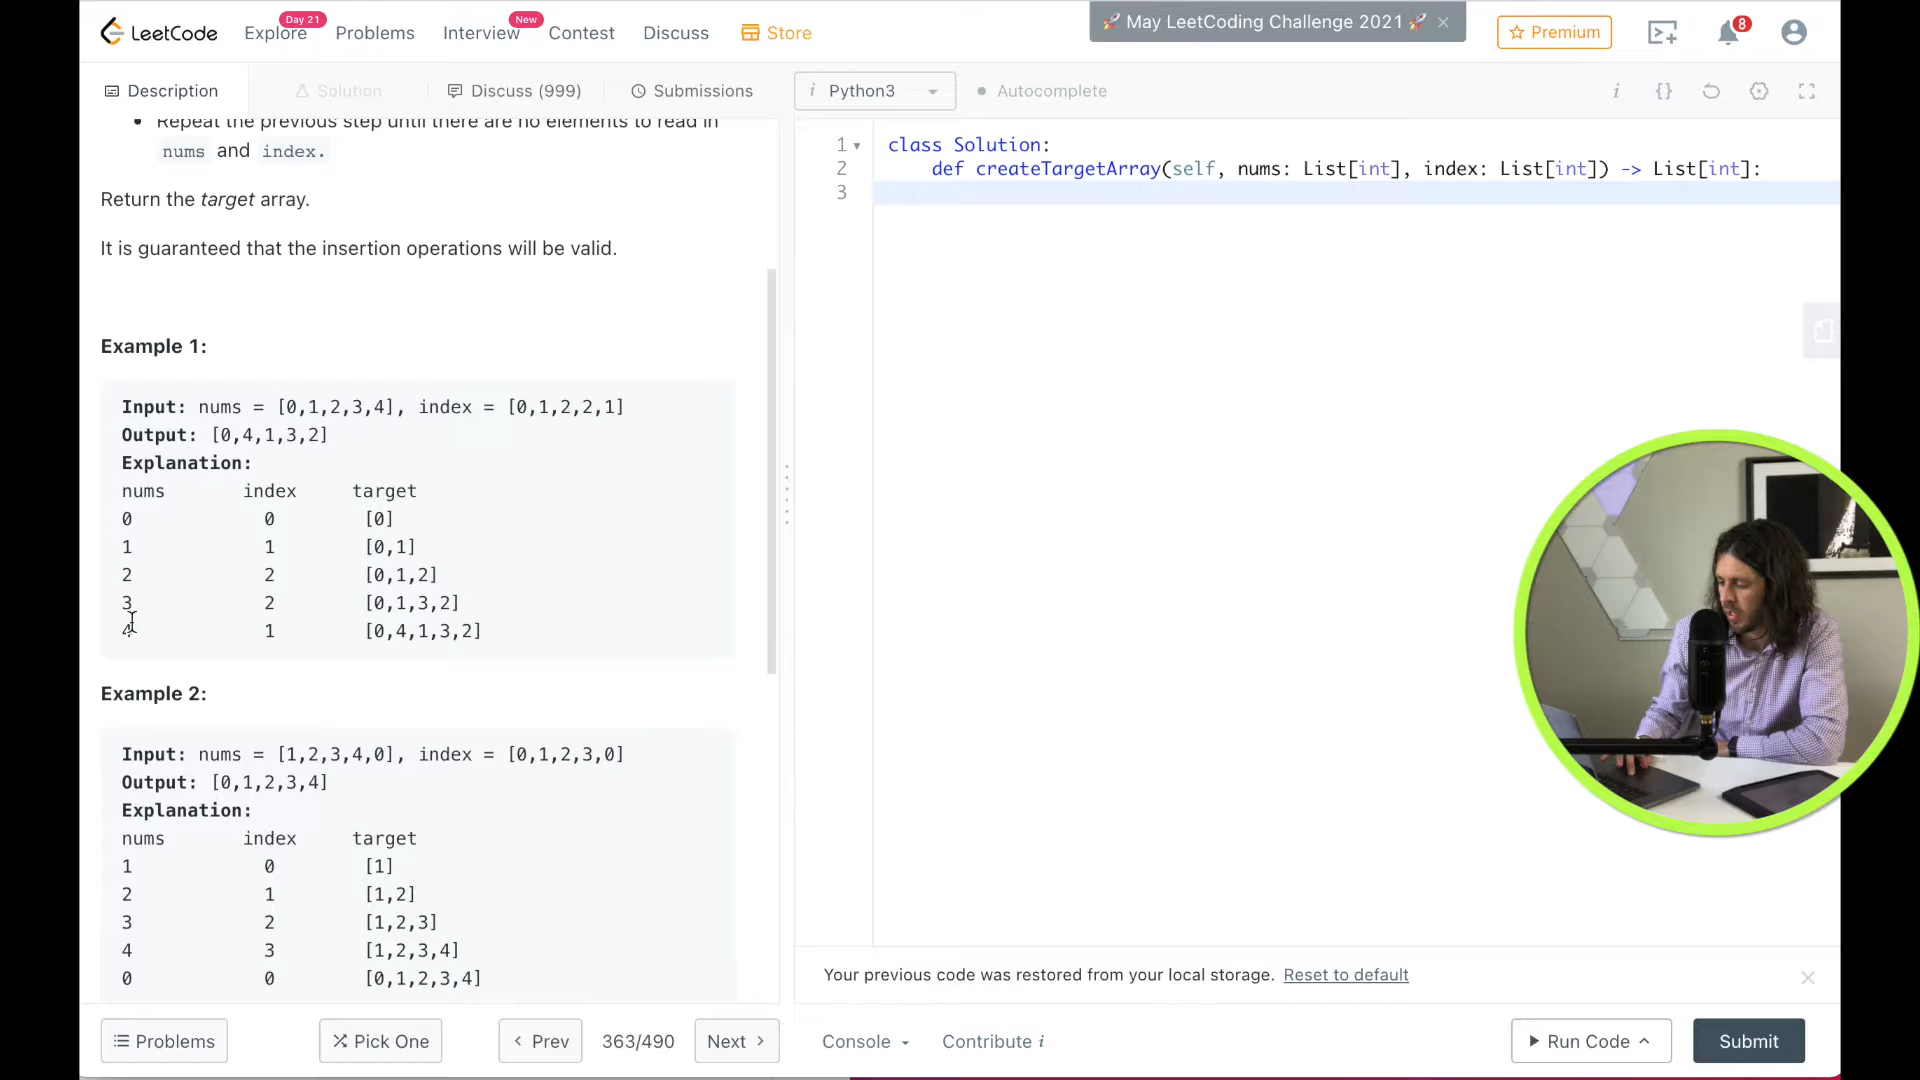 LeetCode
Explore
Day 21
Problems
Interview
New
Contest
Discuss
Store
🚀 May LeetCoding Challenge 2021 🚀 ×
Premium
8
Description
Solution
Discuss (999)
Submissions
i Python3
Autocomplete
i {}
• Repeat the previous step until there are no elements to read in
nums and index.
Return the target array.
It is guaranteed that the insertion operations will be valid.
Example 1:
Input: nums = [0,1,2,3,4], index = [0,1,2,2,1]
Output: [0,4,1,3,2]
Explanation:
nums index target
0 0 [0]
1 1 [0,1]
2 2 [0,1,2]
3 2 [0,1,3,2]
4 1 [0,4,1,3,2]
Example 2:
Input: nums = [1,2,3,4,0], index = [0,1,2,3,0]
Output: [0,1,2,3,4]
Explanation:
nums index target
1 0 [1]
2 1 [1,2]
3 2 [1,2,3]
4 3 [1,2,3,4]
0 0 [0,1,2,3,4]
1 class Solution:
2 def createTargetArray(self, nums: List[int], index: List[int]) -> List[int]:
3
Your previous code was restored from your local storage. Reset to default
Problems
Pick One
< Prev
363/490
Next >
Console
Contribute i
Run Code
Submit